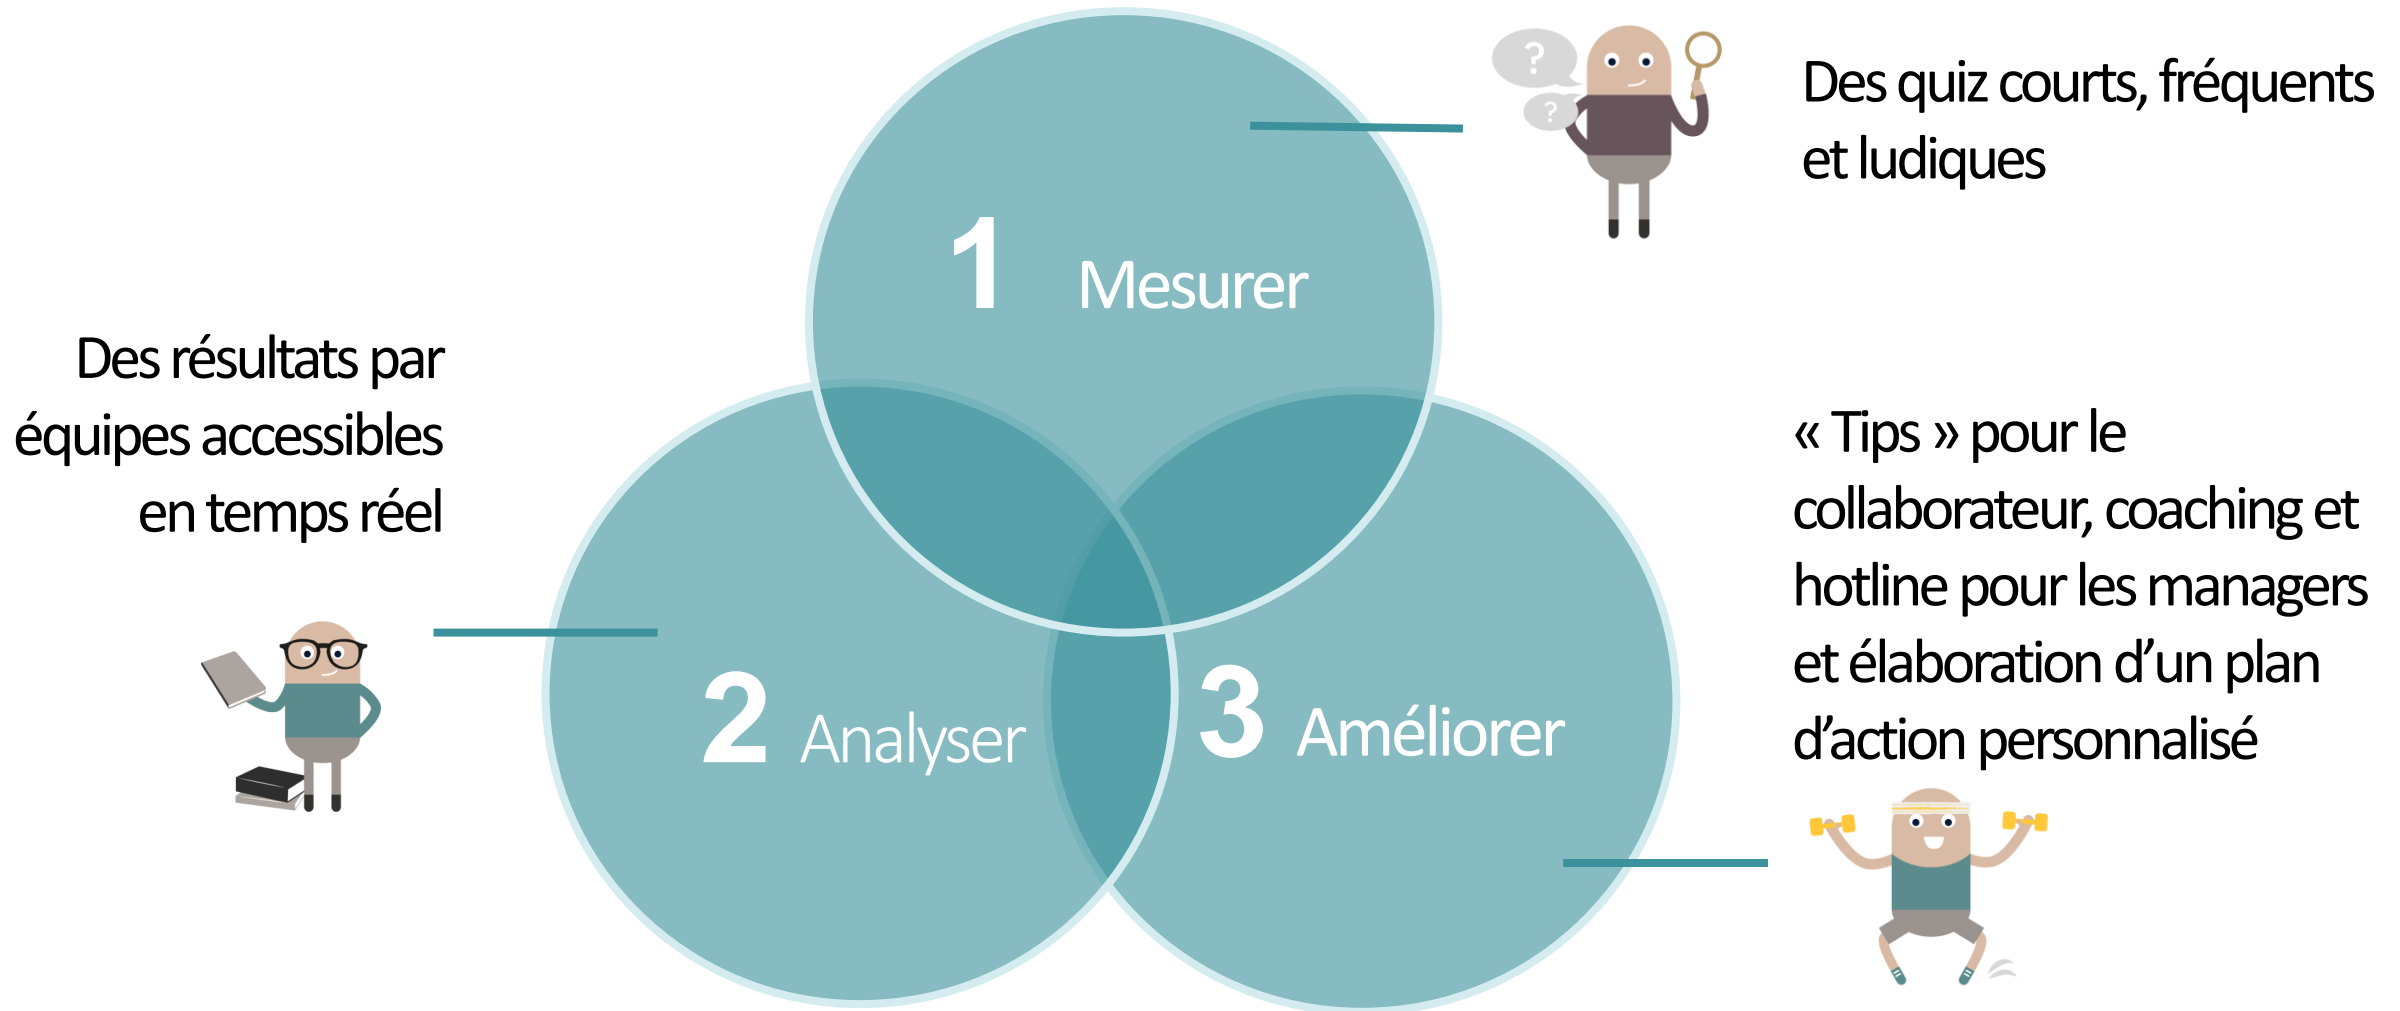 ?
?
Des quiz courts, fréquents
et ludiques
1 Mesurer
Des résultats par
équipes accessibles
en temps réel
2 Analyser
3 Améliorer
« Tips » pour le
collaborateur, coaching et
hotline pour les managers
et élaboration d’un plan
d’action personnalisé